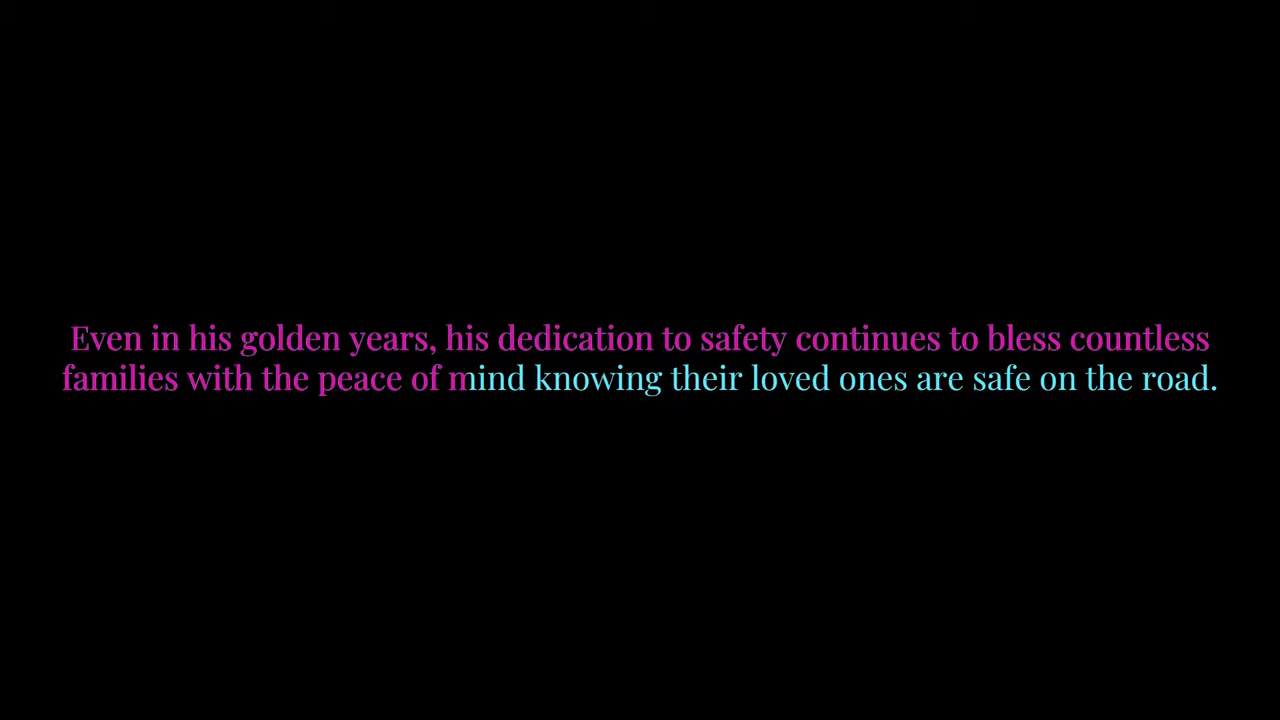 Even in his golden years, his dedication to safety continues to bless countless
families with the peace of mind knowing their loved ones are safe on the road.